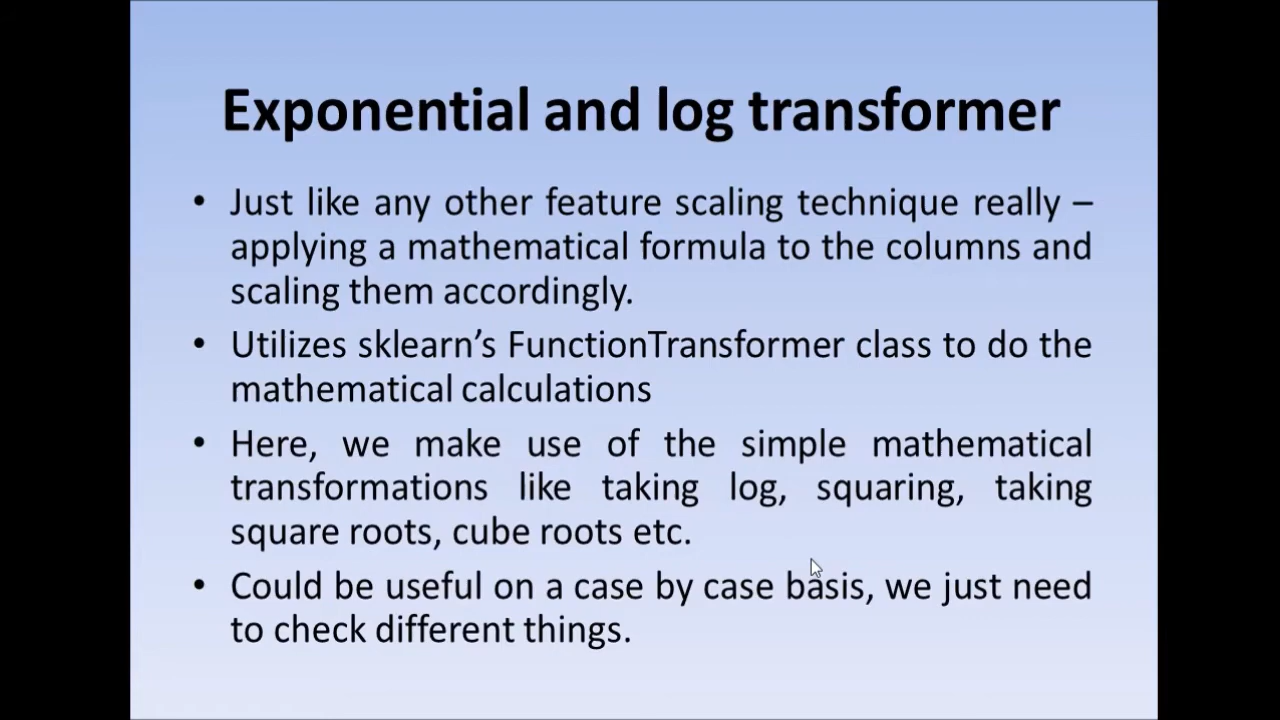 Exponential and log transformer
• Just like any other feature scaling technique really –
applying a mathematical formula to the columns and
scaling them accordingly.
• Utilizes sklearn’s FunctionTransformer class to do the
mathematical calculations
• Here, we make use of the simple mathematical
transformations like taking log, squaring, taking
square roots, cube roots etc.
• Could be useful on a case by case basis, we just need
to check different things.